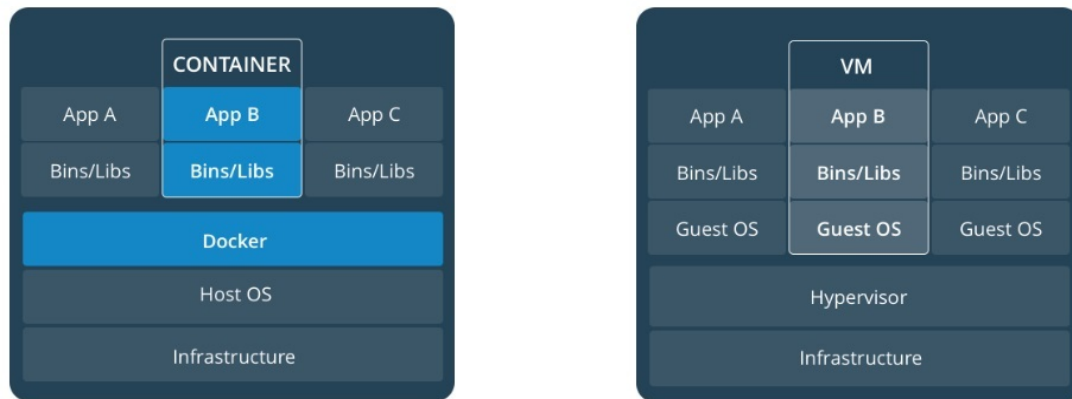 CONTAINER
App A
App B
App C
Bins/Libs
Bins/Libs
Bins/Libs
Docker
Host OS
Infrastructure
VM
App A
App B
App C
Bins/Libs
Bins/Libs
Bins/Libs
Guest OS
Guest OS
Guest OS
Hypervisor
Infrastructure